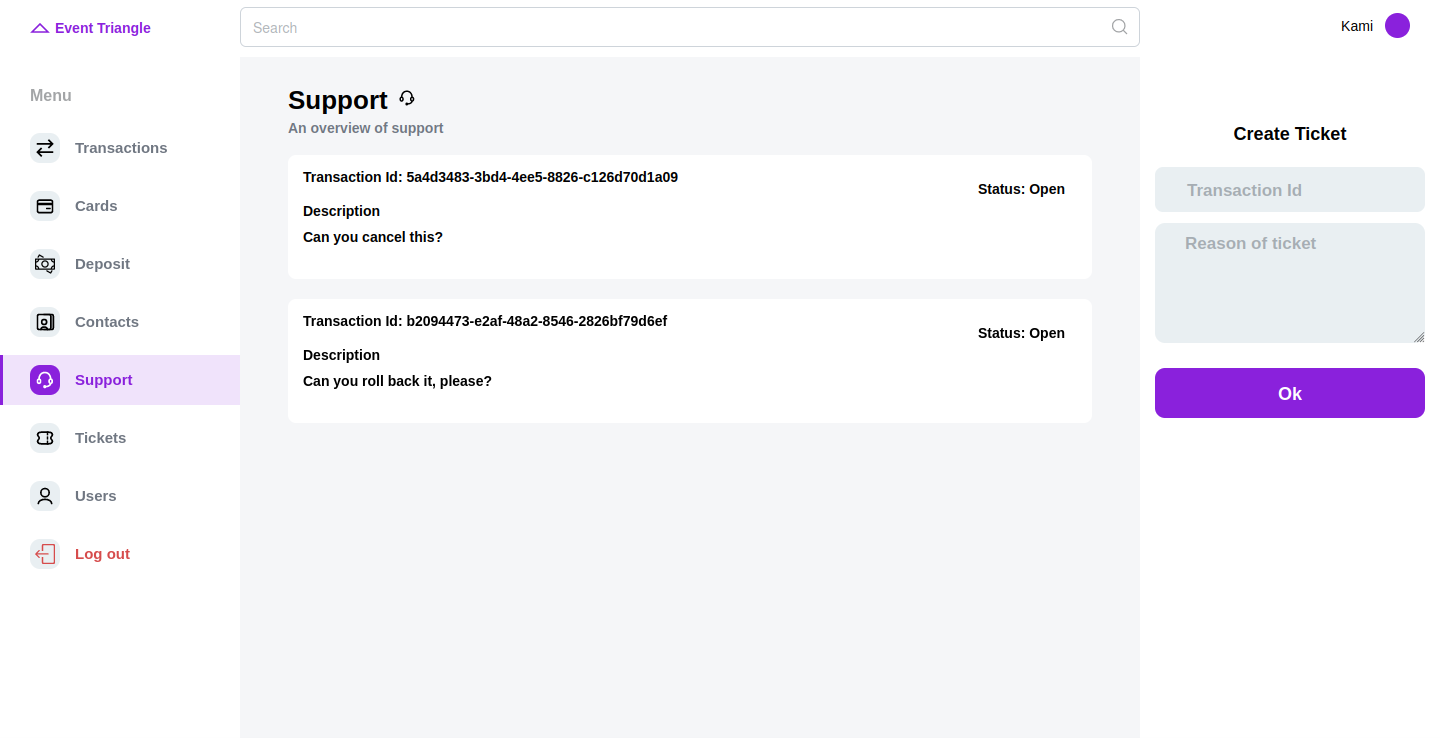 Event Triangle
Search
Kami
Menu
Transactions
Cards
Deposit
Contacts
Support
Tickets
Users
Log out
Support
An overview of support
Transaction Id: 5a4d3483-3bd4-4ee5-8826-c126d70d1a09
Status: Open
Description
Can you cancel this?
Transaction Id: b2094473-e2af-48a2-8546-2826bf79d6ef
Status: Open
Description
Can you roll back it, please?
Create Ticket
Transaction Id
Reason of ticket
Ok